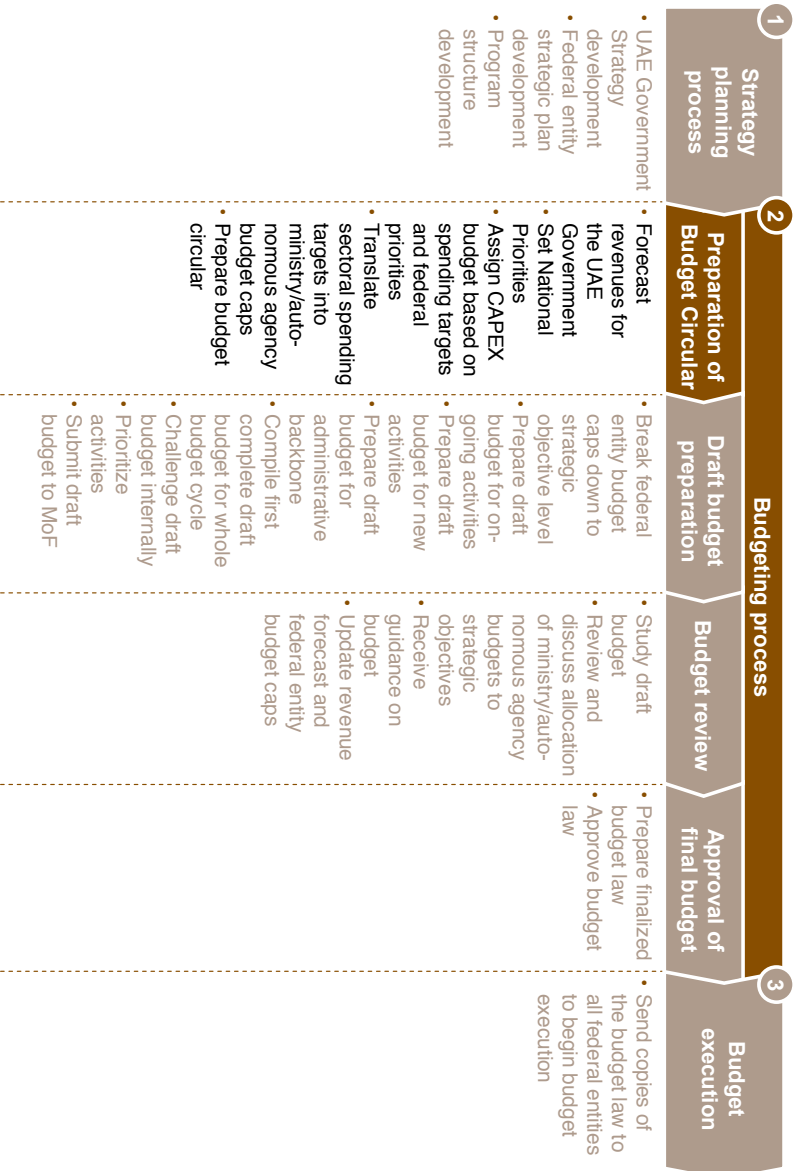 1
Strategy
planning
process
• UAE Government
Strategy
development
• Federal entity
strategic plan
development
• Program
structure
development
2
Budgeting process
Preparation of
Budget Circular
• Forecast
revenues for
the UAE
Government
• Set National
Priorities
• Assign CAPEX
budget based on
spending targets
and federal
priorities
• Translate
sectoral spending
targets into
ministry/auto-
nomous agency
budget caps
• Prepare budget
circular
Draft budget
preparation
• Break federal
entity budget
caps down to
strategic
objective level
• Prepare draft
budget for on-
going activities
• Prepare draft
budget for new
activities
• Prepare draft
budget for
administrative
backbone
• Compile first
complete draft
budget for whole
budget cycle
• Challenge draft
budget internally
• Prioritize
activities
• Submit draft
budget to MoF
Budget review
• Study draft
budget
• Review and
discuss allocation
of ministry/auto-
nomous agency
budgets to
strategic
objectives
• Receive
guidance on
budget
• Update revenue
forecast and
federal entity
budget caps
Approval of
final budget
• Prepare finalized
budget law
• Approve budget
law
3
Budget
execution
• Send copies of
the budget law to
all federal entities
to begin budget
execution